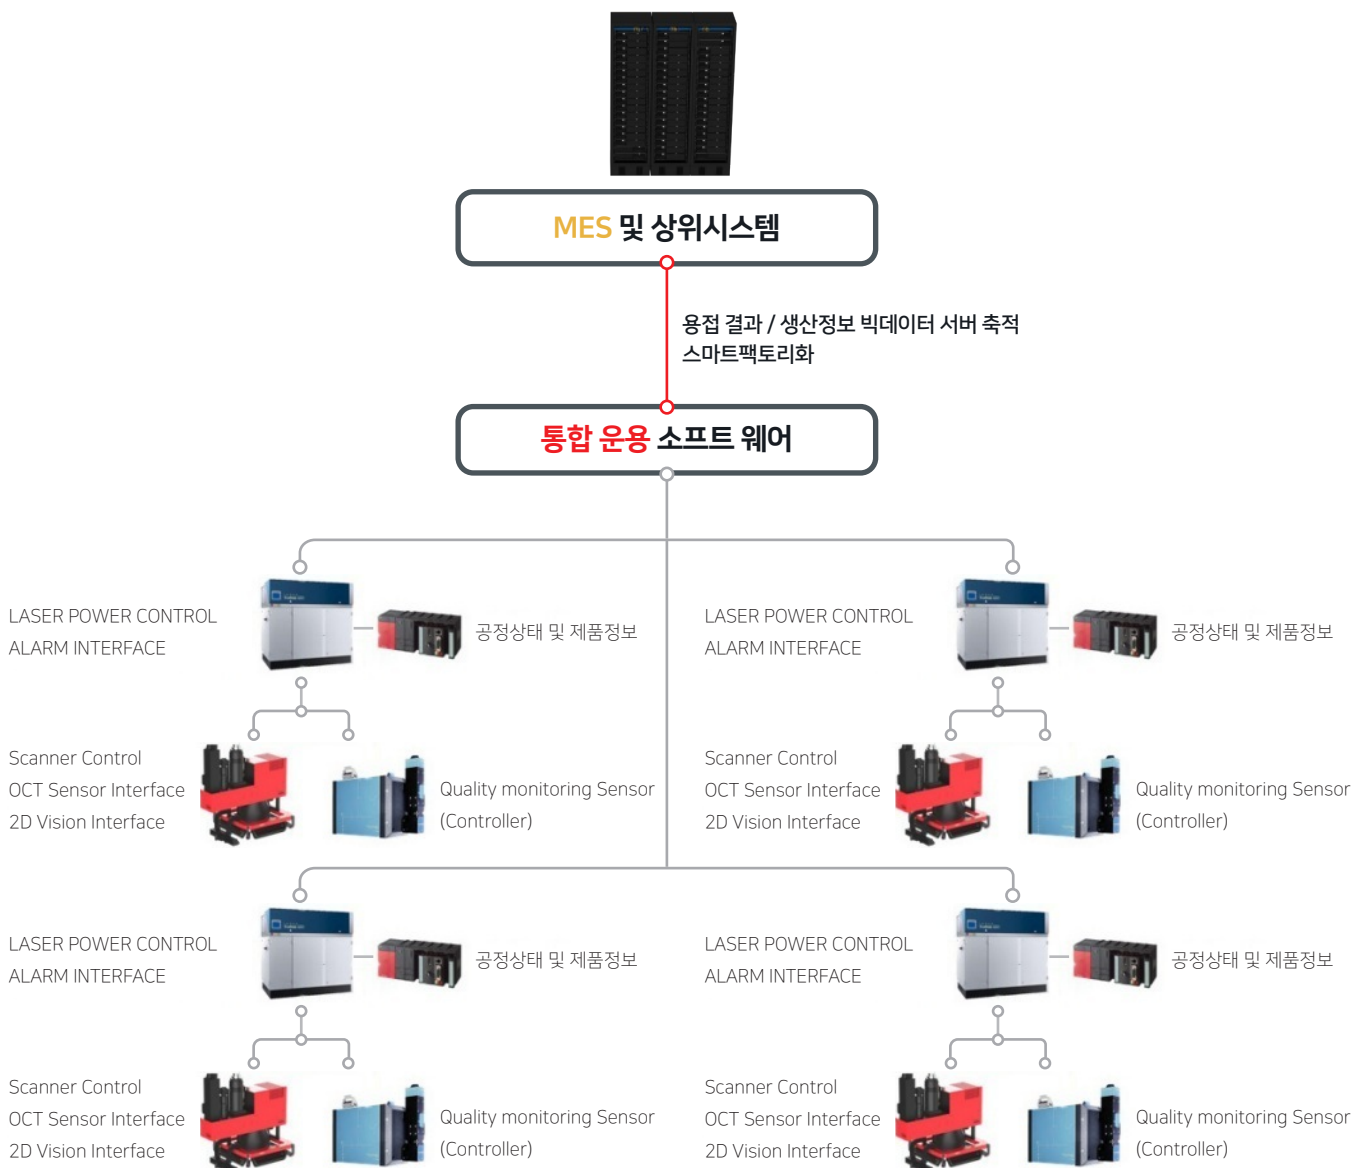 MES 및 상위시스템
용접 결과 / 생산정보 빅데이터 서버 축적
스마트팩토리화
통합 운용 소프트 웨어
LASER POWER CONTROL
ALARM INTERFACE
공정상태 및 제품정보
Scanner Control
OCT Sensor Interface
2D Vision Interface
Quality monitoring Sensor
(Controller)
LASER POWER CONTROL
ALARM INTERFACE
공정상태 및 제품정보
Scanner Control
OCT Sensor Interface
2D Vision Interface
Quality monitoring Sensor
(Controller)
LASER POWER CONTROL
ALARM INTERFACE
공정상태 및 제품정보
Scanner Control
OCT Sensor Interface
2D Vision Interface
Quality monitoring Sensor
(Controller)
LASER POWER CONTROL
ALARM INTERFACE
공정상태 및 제품정보
Scanner Control
OCT Sensor Interface
2D Vision Interface
Quality monitoring Sensor
(Controller)